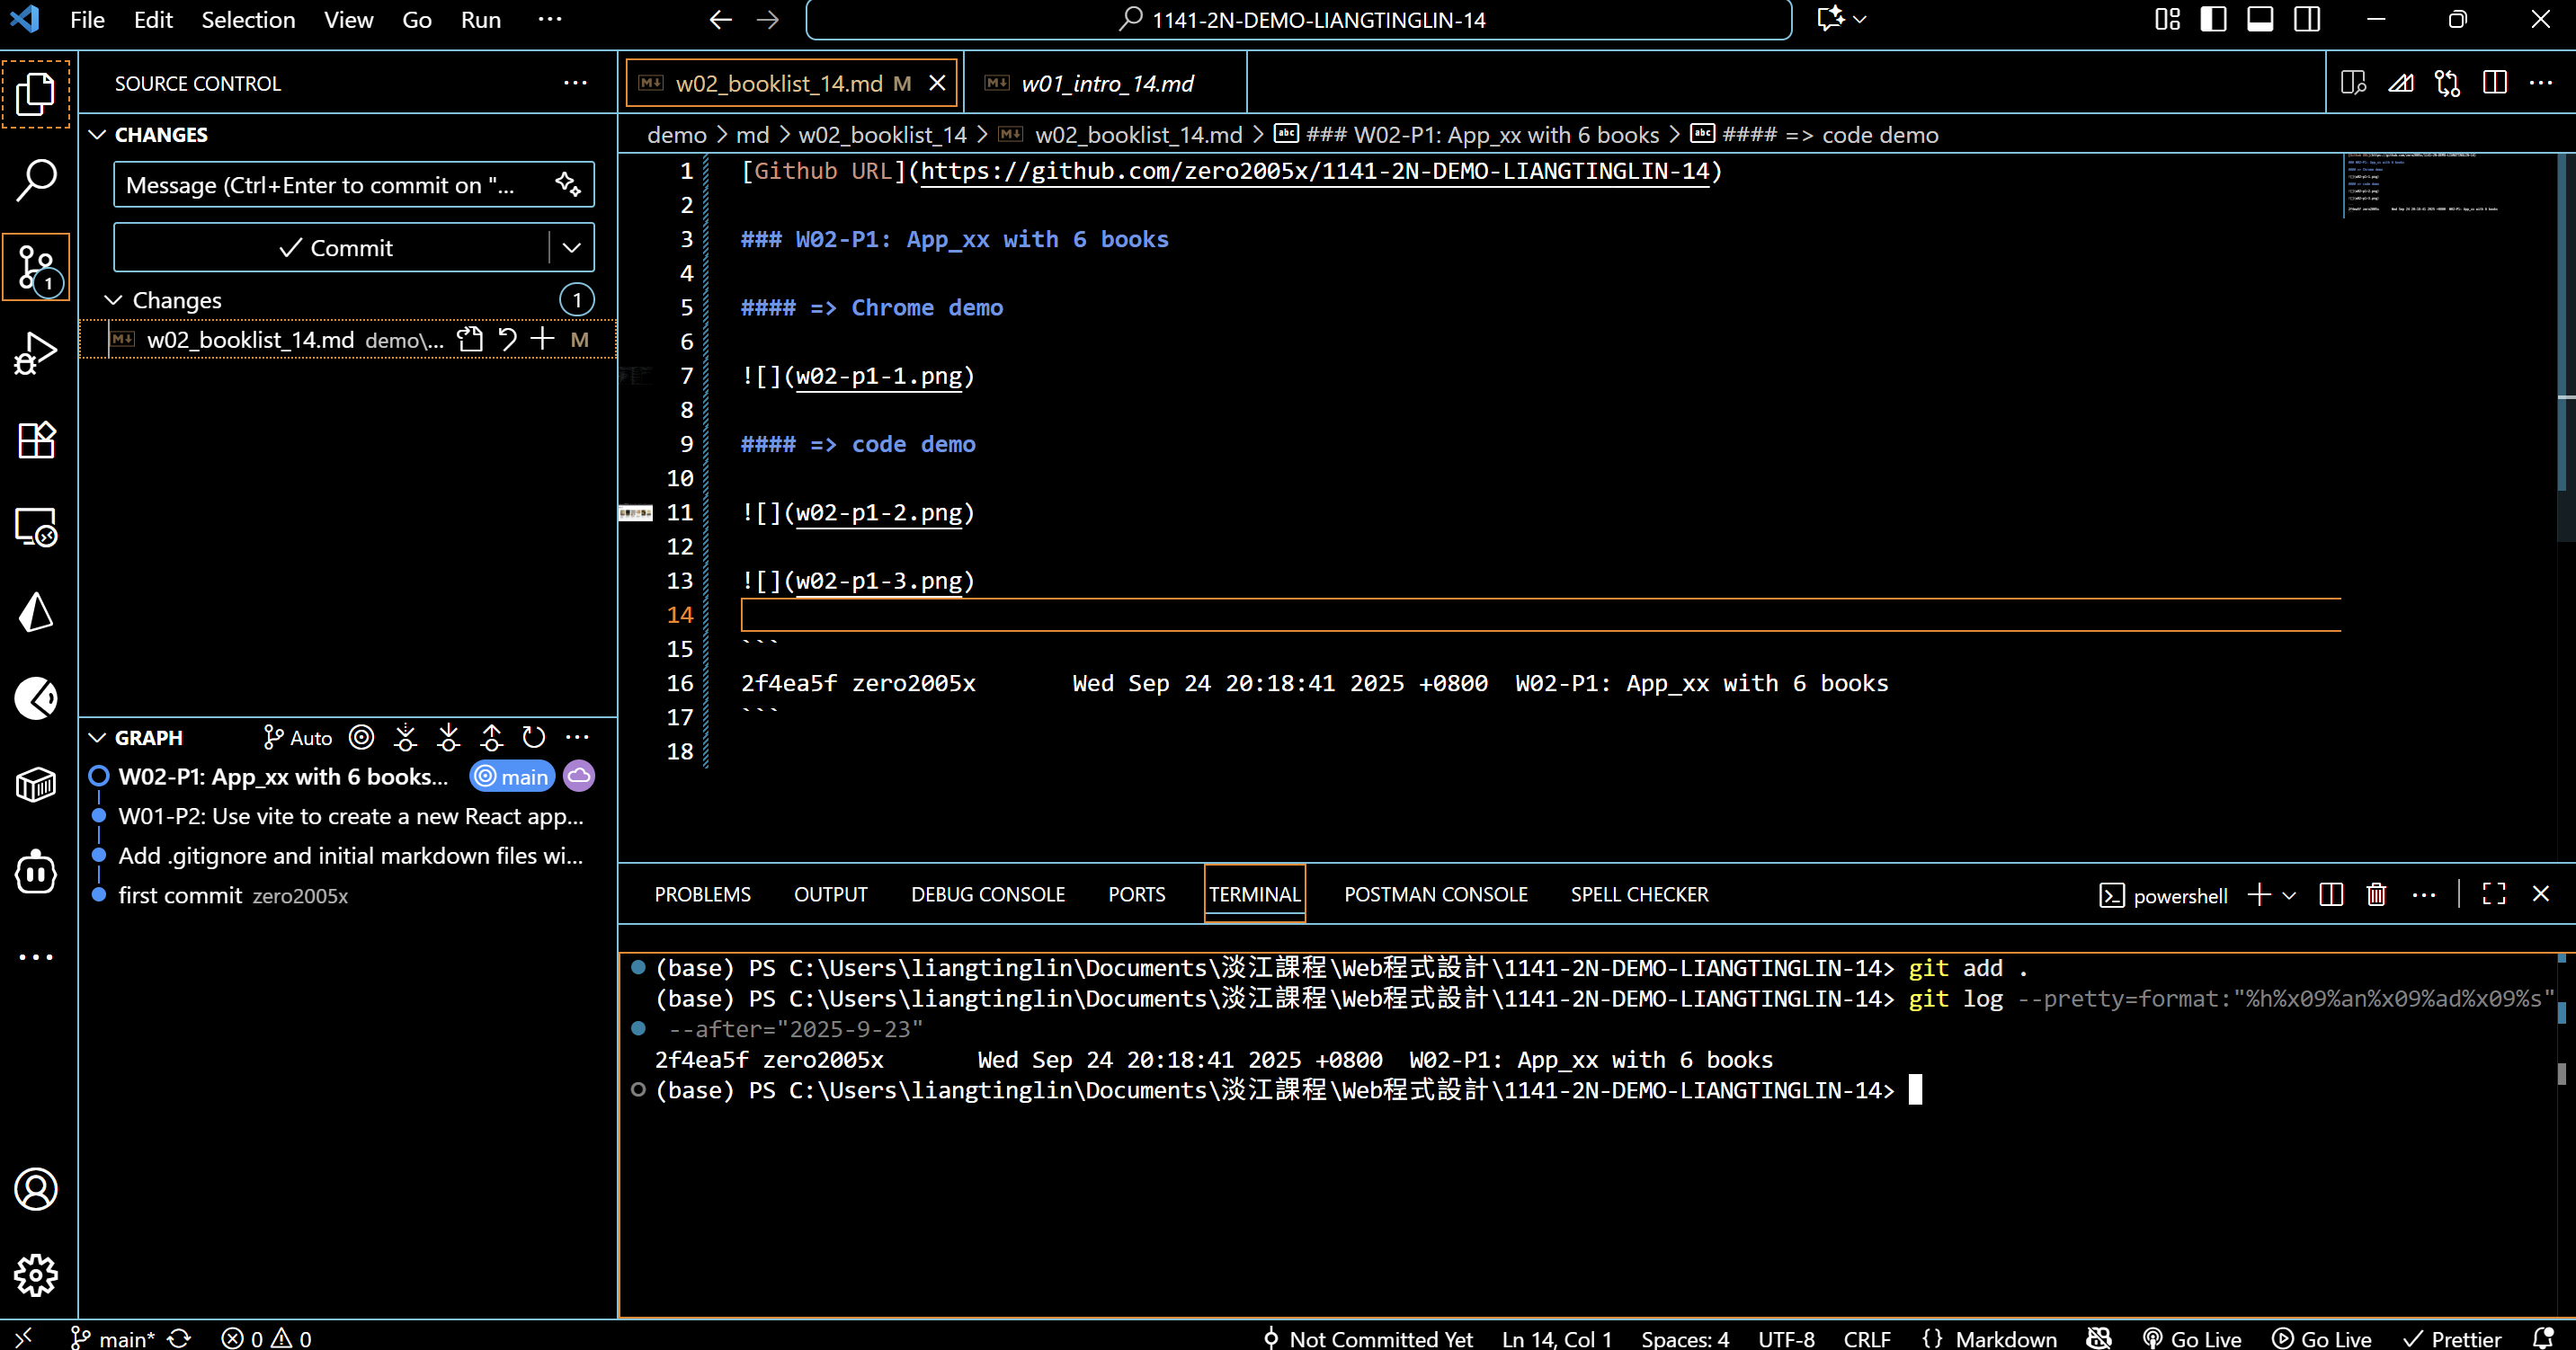 File Edit Selection View Go Run ···
1141-2N-DEMO-LIANGTINGLIN-14
SOURCE CONTROL
CHANGES
Message (Ctrl+Enter to commit on "...
Commit
Changes 1
w02_booklist_14.md demo\... M
1
GRAPH Auto
W02-P1: App_xx with 6 books... main
W01-P2: Use vite to create a new React app...
Add .gitignore and initial markdown files wi...
first commit zero2005x
w02_booklist_14.md M
w01_intro_14.md
demo > md > w02_booklist_14 > w02_booklist_14.md > ### W02-P1: App_xx with 6 books > #### => code demo
1 [Github URL](https://github.com/zero2005x/1141-2N-DEMO-LIANGTINGLIN-14)
2
3 ### W02-P1: App_xx with 6 books
4
5 #### => Chrome demo
6
7 ![](w02-p1-1.png)
8
9 #### => code demo
10
11 ![](w02-p1-2.png)
12
13 ![](w02-p1-3.png)
14
15 ```
16 2f4ea5f zero2005x Wed Sep 24 20:18:41 2025 +0800 W02-P1: App_xx with 6 books
17 ```
18
PROBLEMS OUTPUT DEBUG CONSOLE PORTS TERMINAL POSTMAN CONSOLE SPELL CHECKER
powershell
(base) PS C:\Users\liangtinglin\Documents\淡江課程\Web程式設計\1141-2N-DEMO-LIANGTINGLIN-14> git add .
(base) PS C:\Users\liangtinglin\Documents\淡江課程\Web程式設計\1141-2N-DEMO-LIANGTINGLIN-14> git log --pretty=format:"%h%x09%an%x09%ad%x09%s"
--after="2025-9-23"
2f4ea5f zero2005x Wed Sep 24 20:18:41 2025 +0800 W02-P1: App_xx with 6 books
(base) PS C:\Users\liangtinglin\Documents\淡江課程\Web程式設計\1141-2N-DEMO-LIANGTINGLIN-14>
main* 0 0 Not Committed Yet Ln 14, Col 1 Spaces: 4 UTF-8 CRLF {} Markdown Go Live Go Live Prettier